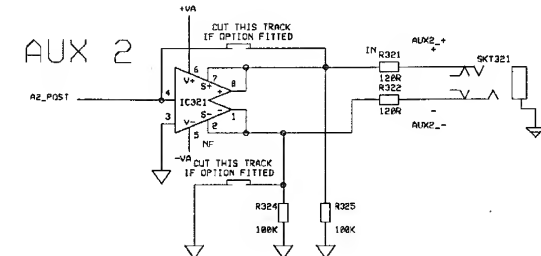 +VA
CUT THIS TRACK
IF OPTION FITTED
AUX 2
IN R321
AUX2_+
SKT321
6
7
V+
S+
+
8
120R
A2_POST
4
IC321
R322
3
V-
S-
-
1
120R
2
5
NF
AUX2_-
-VA
CUT THIS TRACK
IF OPTION FITTED
R324
R325
100K
100K